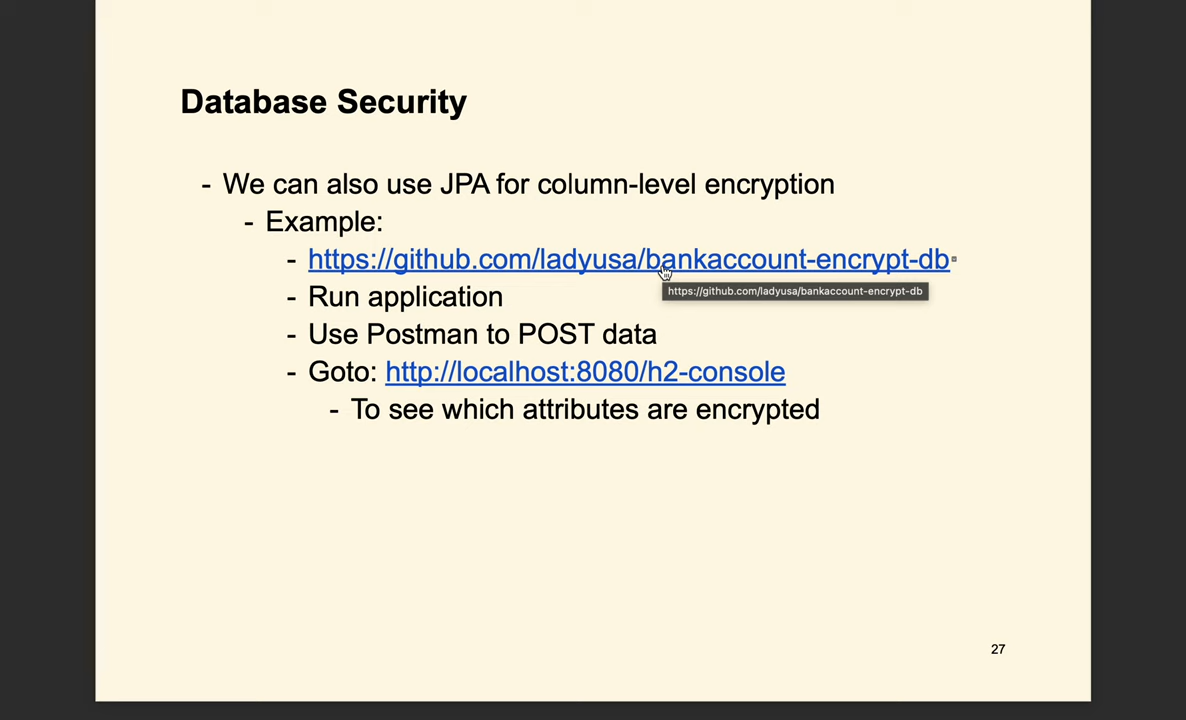 Database Security
- We can also use JPA for column-level encryption
- Example:
- https://github.com/ladyusa/bankaccount-encrypt-db
https://github.com/ladyusa/bankaccount-encrypt-db
- Run application
- Use Postman to POST data
- Goto: http://localhost:8080/h2-console
- To see which attributes are encrypted
27